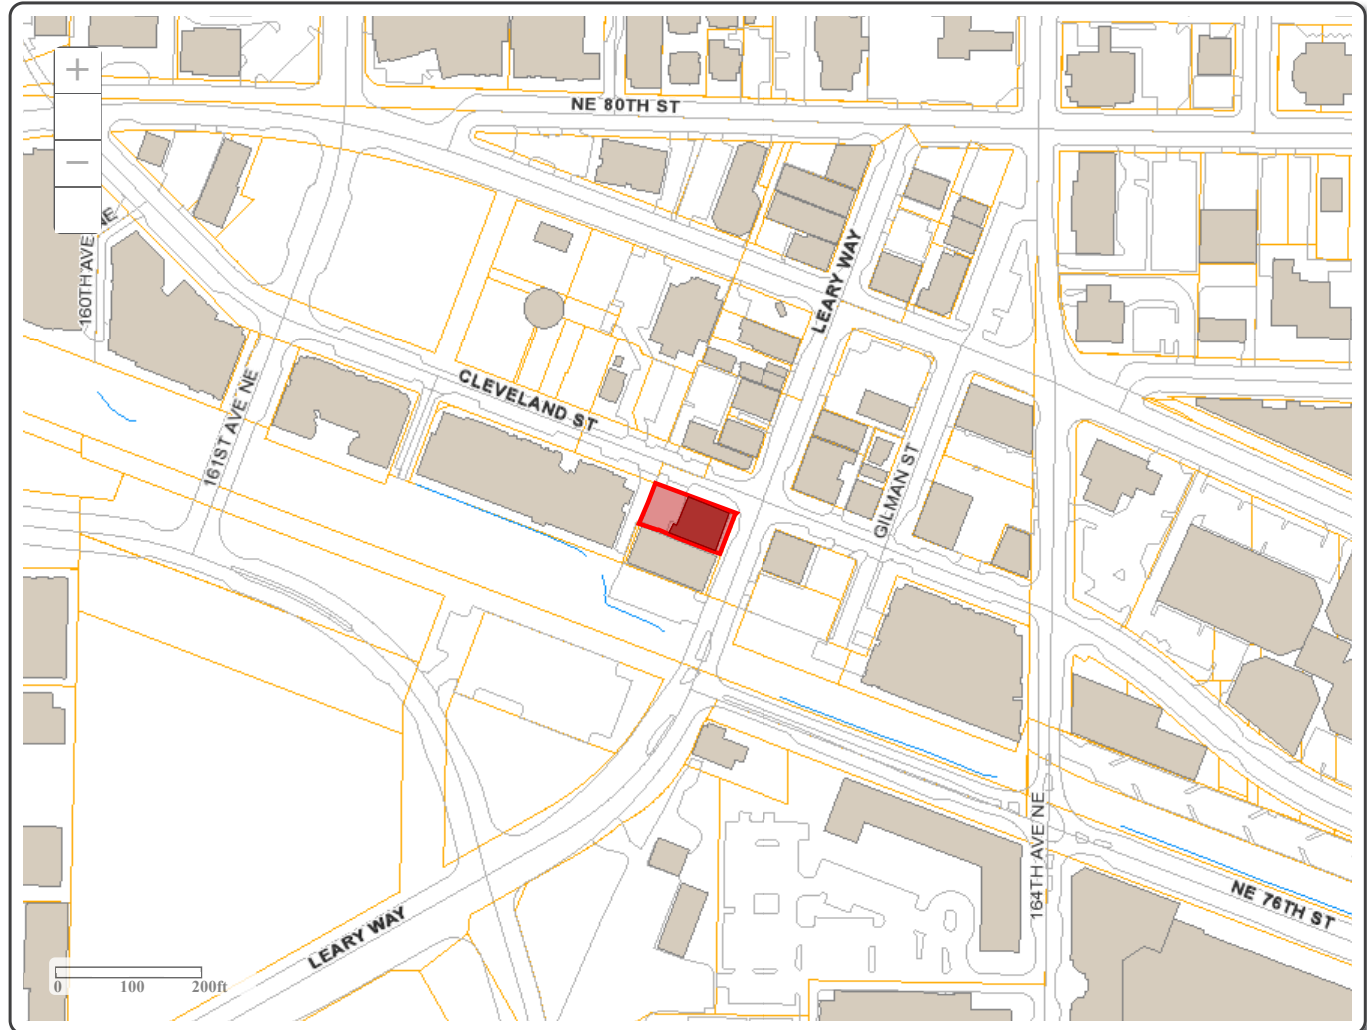 +
NE 80TH ST
−
160TH AVE NE
LEARY WAY
CLEVELAND ST
161ST AVE NE
GILMAN ST
164TH AVE NE
NE 76TH ST
LEARY WAY
0 100 200ft